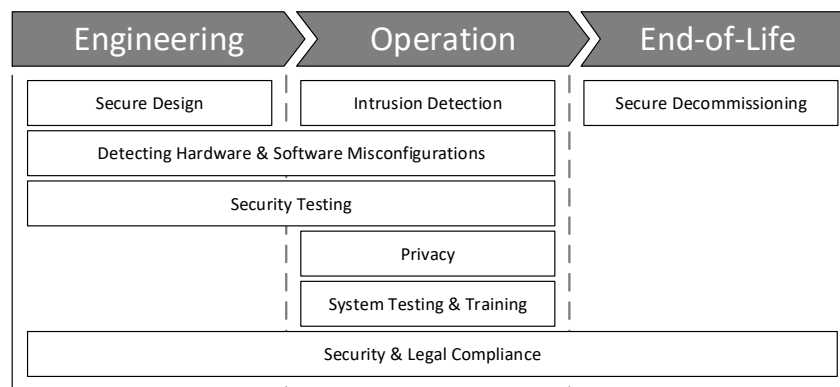 Engineering
Operation
End-of-Life
Secure Design
Intrusion Detection
Secure Decommissioning
Detecting Hardware & Software Misconfigurations
Security Testing
Privacy
System Testing & Training
Security & Legal Compliance